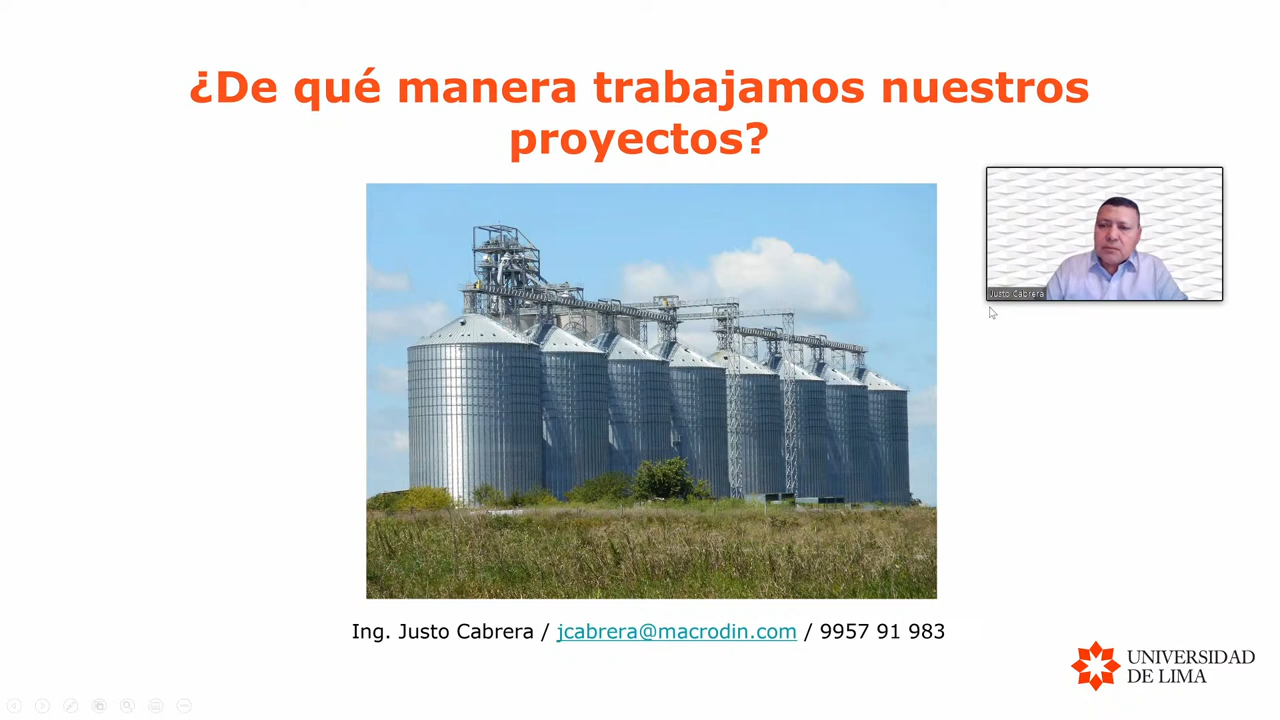 ¿De qué manera trabajamos nuestros
proyectos?
Justo Cabrera
Ing. Justo Cabrera / jcabrera@macrodin.com / 9957 91 983
UNIVERSIDAD
DE LIMA